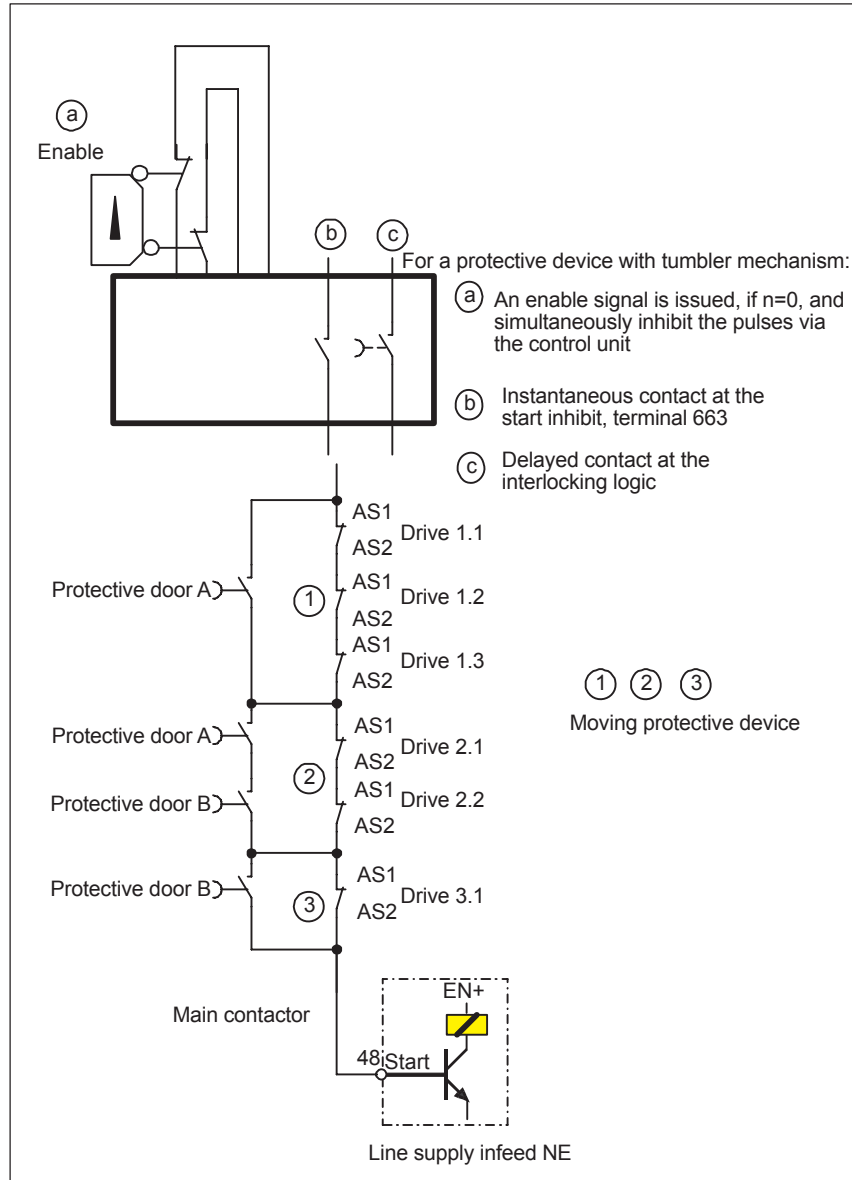 a
Enable
b
c
For a protective device with tumbler mechanism:
a An enable signal is issued, if n=0, and
simultaneously inhibit the pulses via
the control unit
b Instantaneous contact at the
start inhibit, terminal 663
c Delayed contact at the
interlocking logic
AS1
AS2
Drive 1.1
Protective door A
1
AS1
AS2
Drive 1.2
AS1
AS2
Drive 1.3
1 2 3
Moving protective device
Protective door A
AS1
AS2
Drive 2.1
2
Protective door B
AS1
AS2
Drive 2.2
Protective door B
3
AS1
AS2
Drive 3.1
Main contactor
EN+
48 Start
Line supply infeed NE